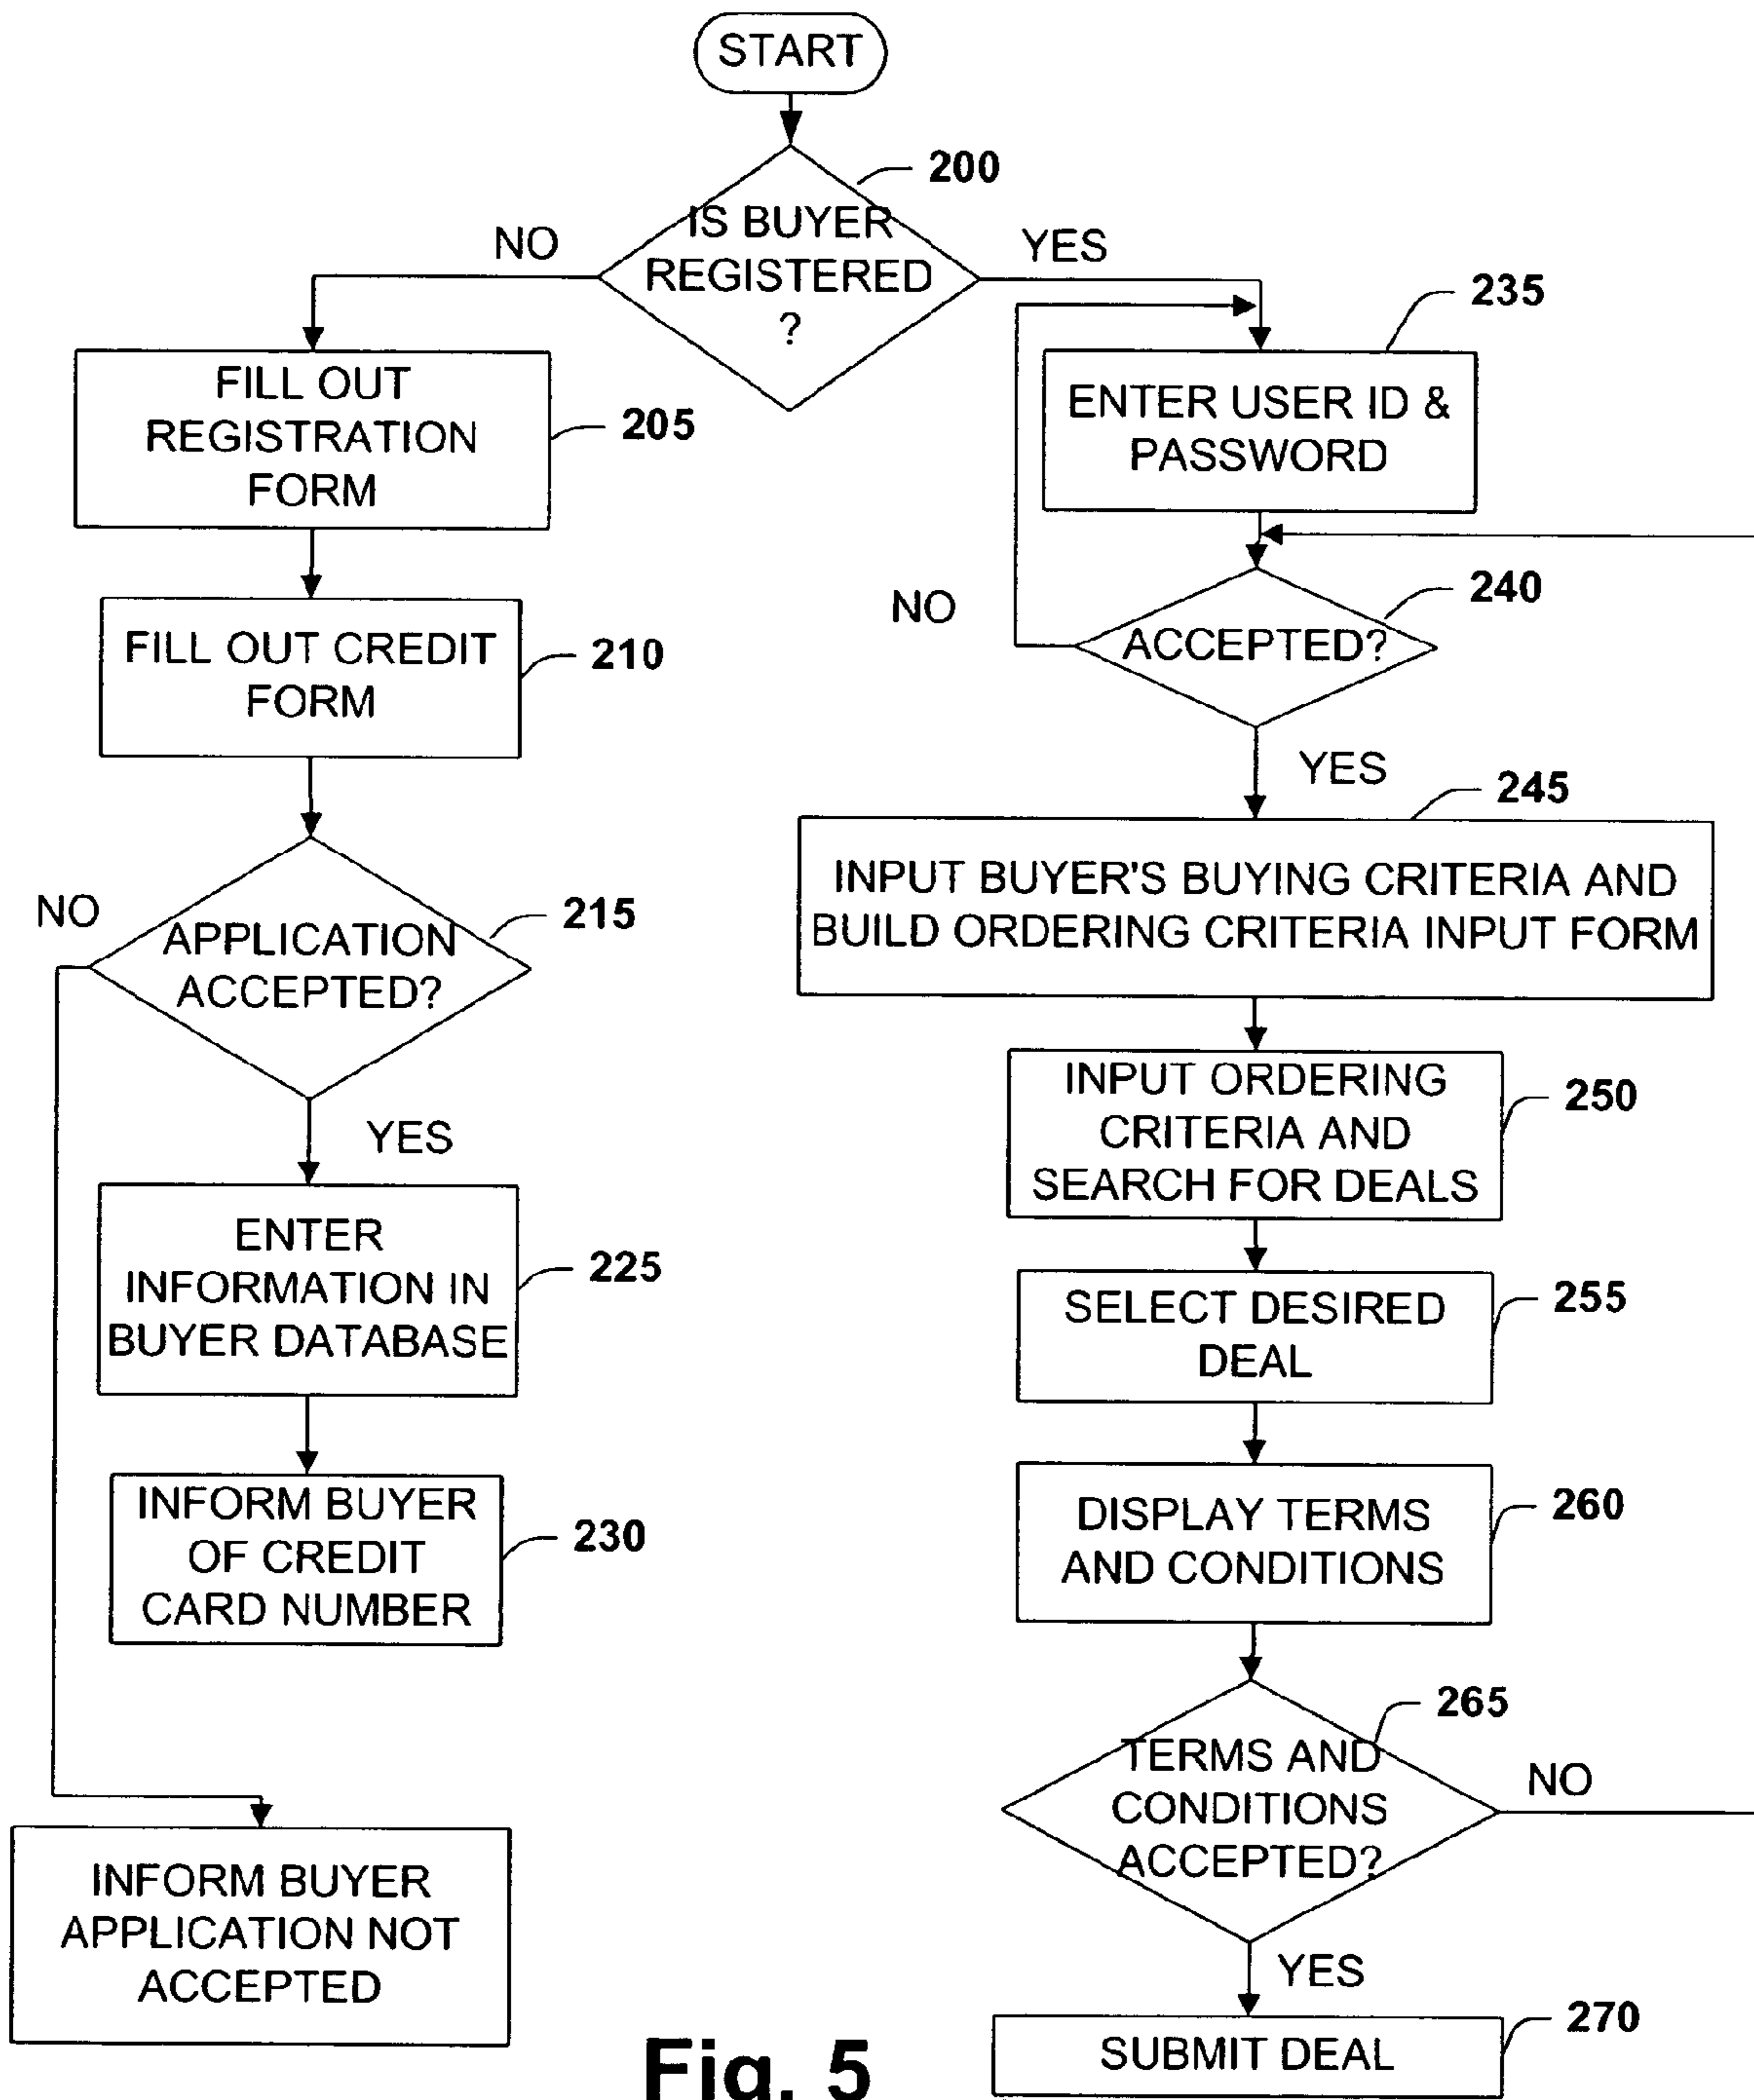 START
200
IS BUYER
REGISTERED
?
NO
YES
FILL OUT
REGISTRATION
FORM
205
FILL OUT CREDIT
FORM
210
APPLICATION
ACCEPTED?
215
NO
YES
ENTER
INFORMATION IN
BUYER DATABASE
225
INFORM BUYER
OF CREDIT
CARD NUMBER
230
INFORM BUYER
APPLICATION NOT
ACCEPTED
235
ENTER USER ID &
PASSWORD
240
NO
ACCEPTED?
YES
245
INPUT BUYER'S BUYING CRITERIA AND
BUILD ORDERING CRITERIA INPUT FORM
INPUT ORDERING
CRITERIA AND
SEARCH FOR DEALS
250
SELECT DESIRED
DEAL
255
DISPLAY TERMS
AND CONDITIONS
260
265
TERMS AND
CONDITIONS
ACCEPTED?
NO
YES
270
SUBMIT DEAL
Fig. 5